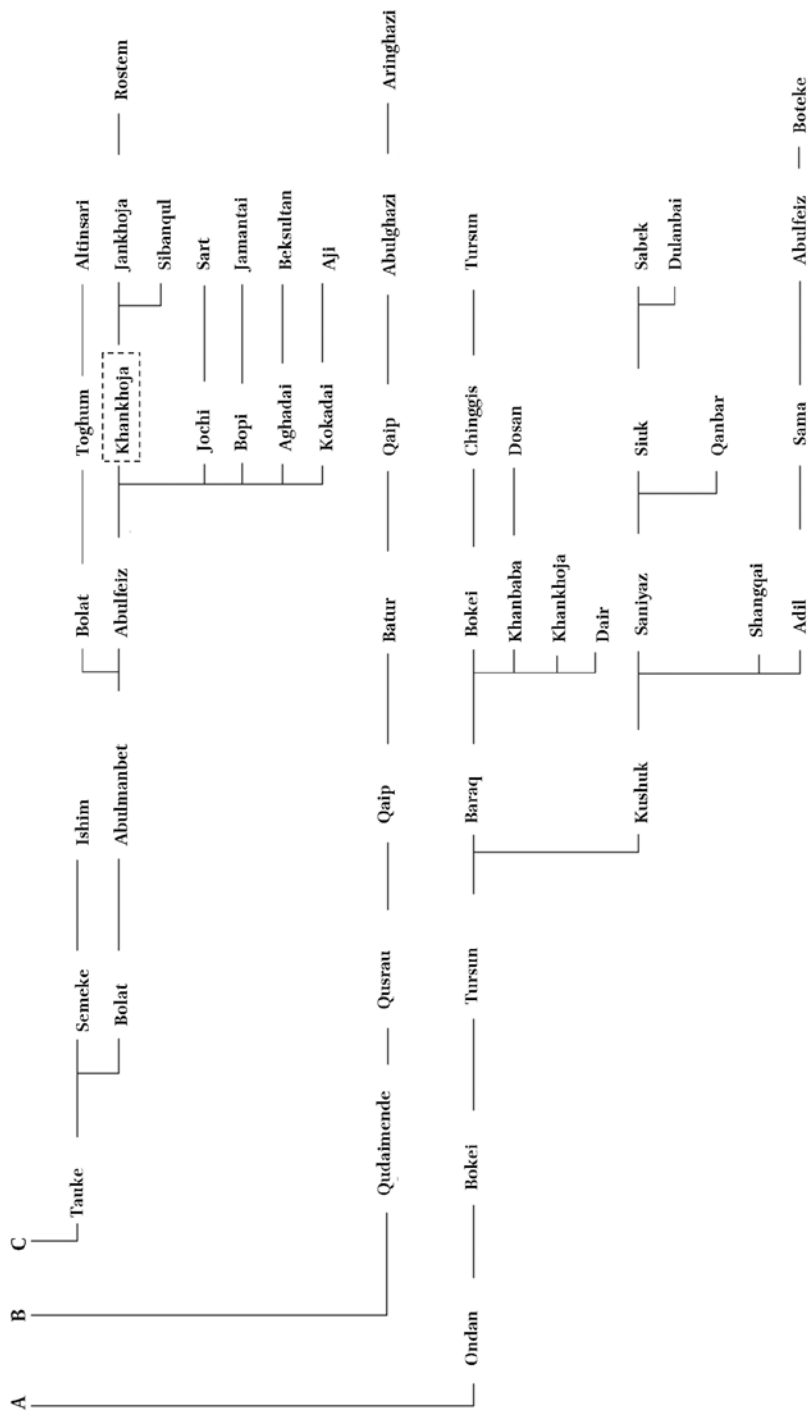 A B C
Tauke Semeke Ishim Bolat Toghum Altinsari
Bolat Abulmanbet Abulfeiz Khankhoja Jankhoja Rostem
Sibanqul
Jochi Sart
Bopi Jamantai
Aghadai Beksultan
Kokadai Aji
Qudaimende Qusrau Qaip Batur Qaip Abulghazi Aringhazi
Ondan Bokei Tursun Baraq Bokei Chinggis Tursun
Khanbaba Dosan
Khankhoja
Dair
Kushuk Saniyaz Siuk Sabek
Dulanbai
Qanbar
Shangqai
Adil Sama Abulfeiz Boteke